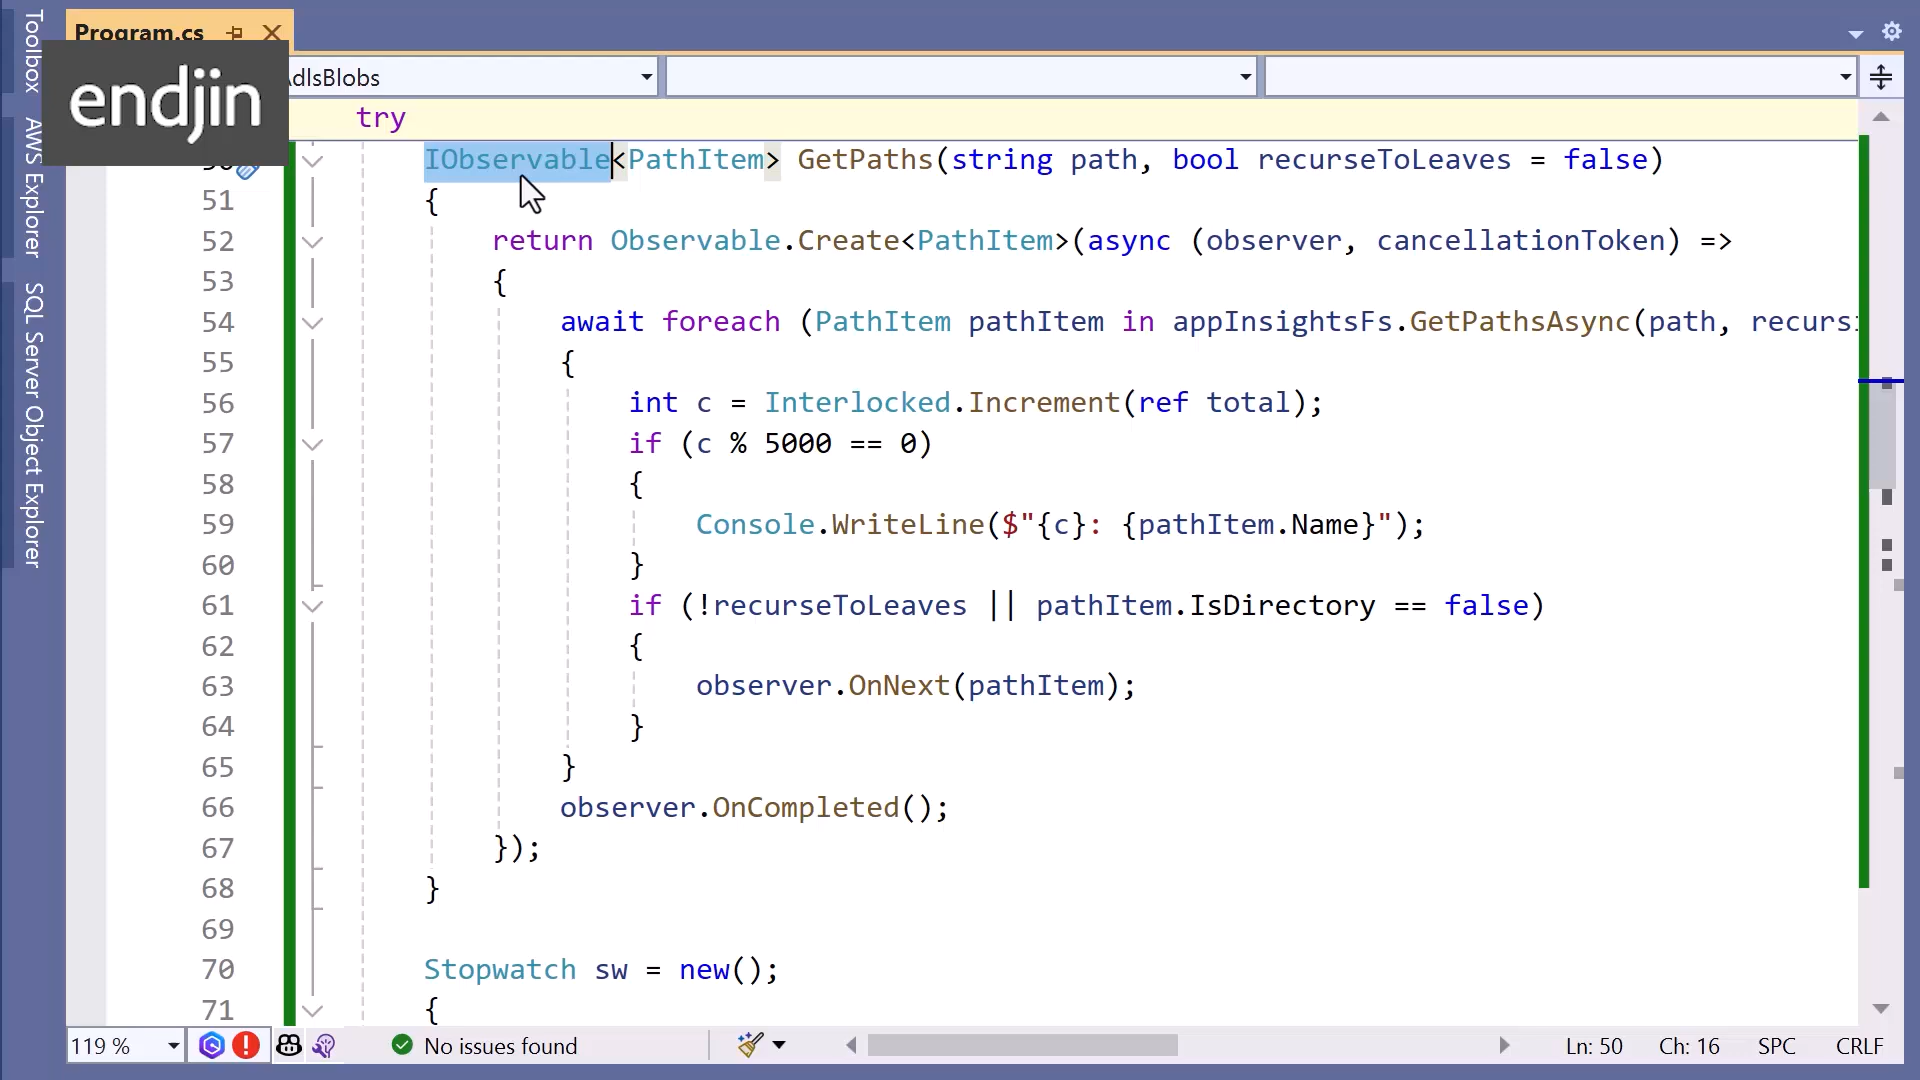 Toolbox
AWS Explorer
SQL Server Object Explorer
Program.cs
endjin
AdlsBlobs
try
IObservable<PathItem> GetPaths(string path, bool recurseToLeaves = false)
51 {
52 return Observable.Create<PathItem>(async (observer, cancellationToken) =>
53 {
54 await foreach (PathItem pathItem in appInsightsFs.GetPathsAsync(path, recurs
55 {
56 int c = Interlocked.Increment(ref total);
57 if (c % 5000 == 0)
58 {
59 Console.WriteLine($"{c}: {pathItem.Name}");
60 }
61 if (!recurseToLeaves || pathItem.IsDirectory == false)
62 {
63 observer.OnNext(pathItem);
64 }
65 }
66 observer.OnCompleted();
67 });
68 }
69
70 Stopwatch sw = new();
71 {
119 % No issues found Ln: 50 Ch: 16 SPC CRLF